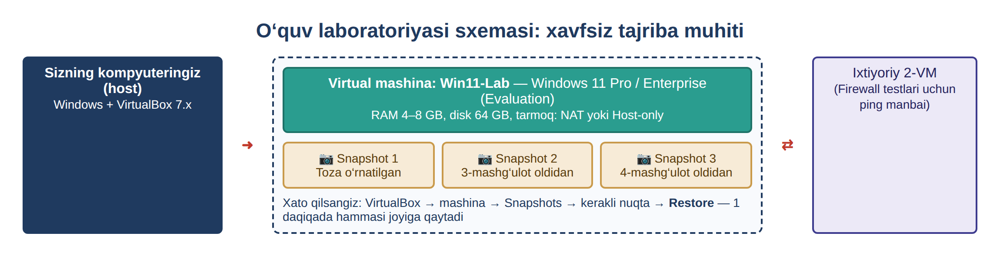 O‘quv laboratoriyasi sxemasi: xavfsiz tajriba muhiti
Sizning kompyuteringiz
(host)
Windows + VirtualBox 7.x
➜
Virtual mashina: Win11-Lab — Windows 11 Pro / Enterprise
(Evaluation)
RAM 4–8 GB, disk 64 GB, tarmoq: NAT yoki Host-only
📷 Snapshot 1
Toza o‘rnatilgan
📷 Snapshot 2
3-mashg‘ulot oldidan
📷 Snapshot 3
4-mashg‘ulot oldidan
Xato qilsangiz: VirtualBox → mashina → Snapshots → kerakli nuqta → Restore — 1
daqiqada hammasi joyiga qaytadi
⇄
Ixtiyoriy 2-VM
(Firewall testlari uchun
ping manbai)